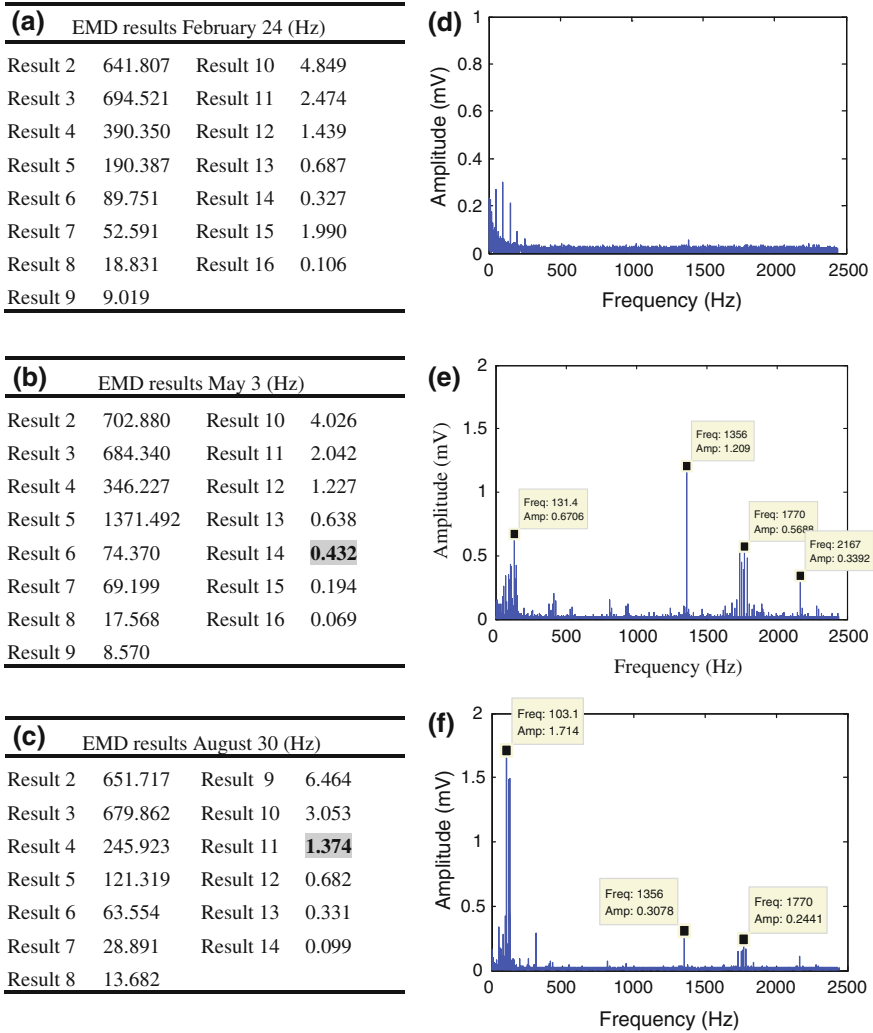 (a) EMD results February 24 (Hz)
Result 2 641.807 Result 10 4.849
Result 3 694.521 Result 11 2.474
Result 4 390.350 Result 12 1.439
Result 5 190.387 Result 13 0.687
Result 6 89.751 Result 14 0.327
Result 7 52.591 Result 15 1.990
Result 8 18.831 Result 16 0.106
Result 9 9.019
(d)
Amplitude (mV)
1
0.8
0.6
0.4
0.2
0
0 500 1000 1500 2000 2500
Frequency (Hz)
(b) EMD results May 3 (Hz)
Result 2 702.880 Result 10 4.026
Result 3 684.340 Result 11 2.042
Result 4 346.227 Result 12 1.227
Result 5 1371.492 Result 13 0.638
Result 6 74.370 Result 14 0.432
Result 7 69.199 Result 15 0.194
Result 8 17.568 Result 16 0.069
Result 9 8.570
(e)
Amplitude (mV)
2
1.5
1
0.5
0
Freq: 131.4
Amp: 0.6706
Freq: 1356
Amp: 1.209
Freq: 1770
Amp: 0.5688
Freq: 2167
Amp: 0.3392
0 500 1000 1500 2000 2500
Frequency (Hz)
(c) EMD results August 30 (Hz)
Result 2 651.717 Result 9 6.464
Result 3 679.862 Result 10 3.053
Result 4 245.923 Result 11 1.374
Result 5 121.319 Result 12 0.682
Result 6 63.554 Result 13 0.331
Result 7 28.891 Result 14 0.099
Result 8 13.682
(f)
Amplitude (mV)
2
1.5
1
0.5
0
Freq: 103.1
Amp: 1.714
Freq: 1356
Amp: 0.3078
Freq: 1770
Amp: 0.2441
0 500 1000 1500 2000 2500
Frequency (Hz)